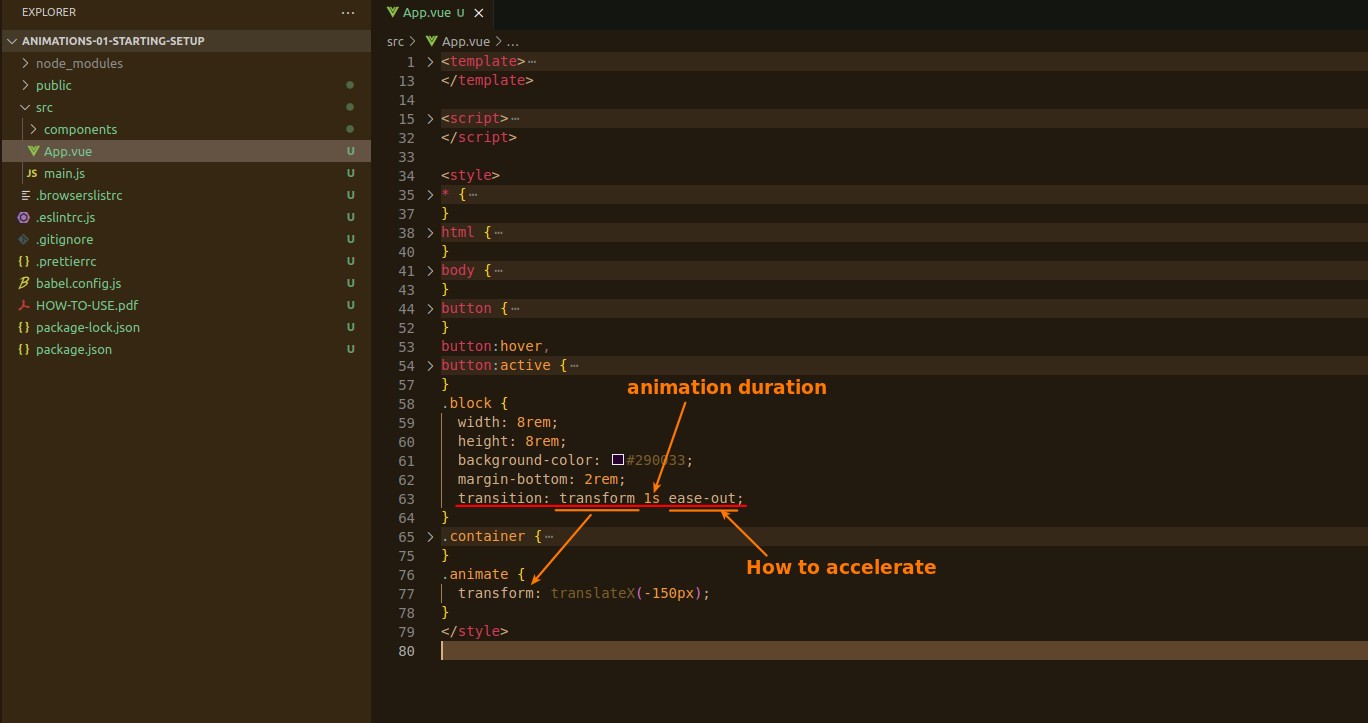 EXPLORER ···
ANIMATIONS-01-STARTING-SETUP
node_modules
public
src
components
App.vue U
main.js U
.browserslistrc U
.eslintrc.js U
.gitignore U
.prettierrc U
babel.config.js U
HOW-TO-USE.pdf U
package-lock.json U
package.json U
App.vue U
src > App.vue > ...
1 <template>···
13 </template>
14
15 <script>···
32 </script>
33
34 <style>
35 * {···
37 }
38 html {···
40 }
41 body {···
43 }
44 button {···
52 }
53 button:hover,
54 button:active {···
57 }
animation duration
58 .block {
59 width: 8rem;
60 height: 8rem;
61 background-color: #290033;
62 margin-bottom: 2rem;
63 transition: transform 1s ease-out;
64 }
65 .container {···
75 }
How to accelerate
76 .animate {
77 transform: translateX(-150px);
78 }
79 </style>
80